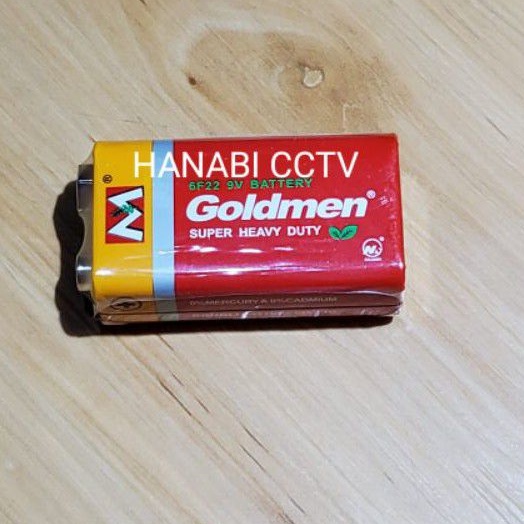 HANABI CCTV
6F22 9V BATTERY
Goldmen®
SUPER HEAVY DUTY
0%MERCURY & 0%CADMIUM